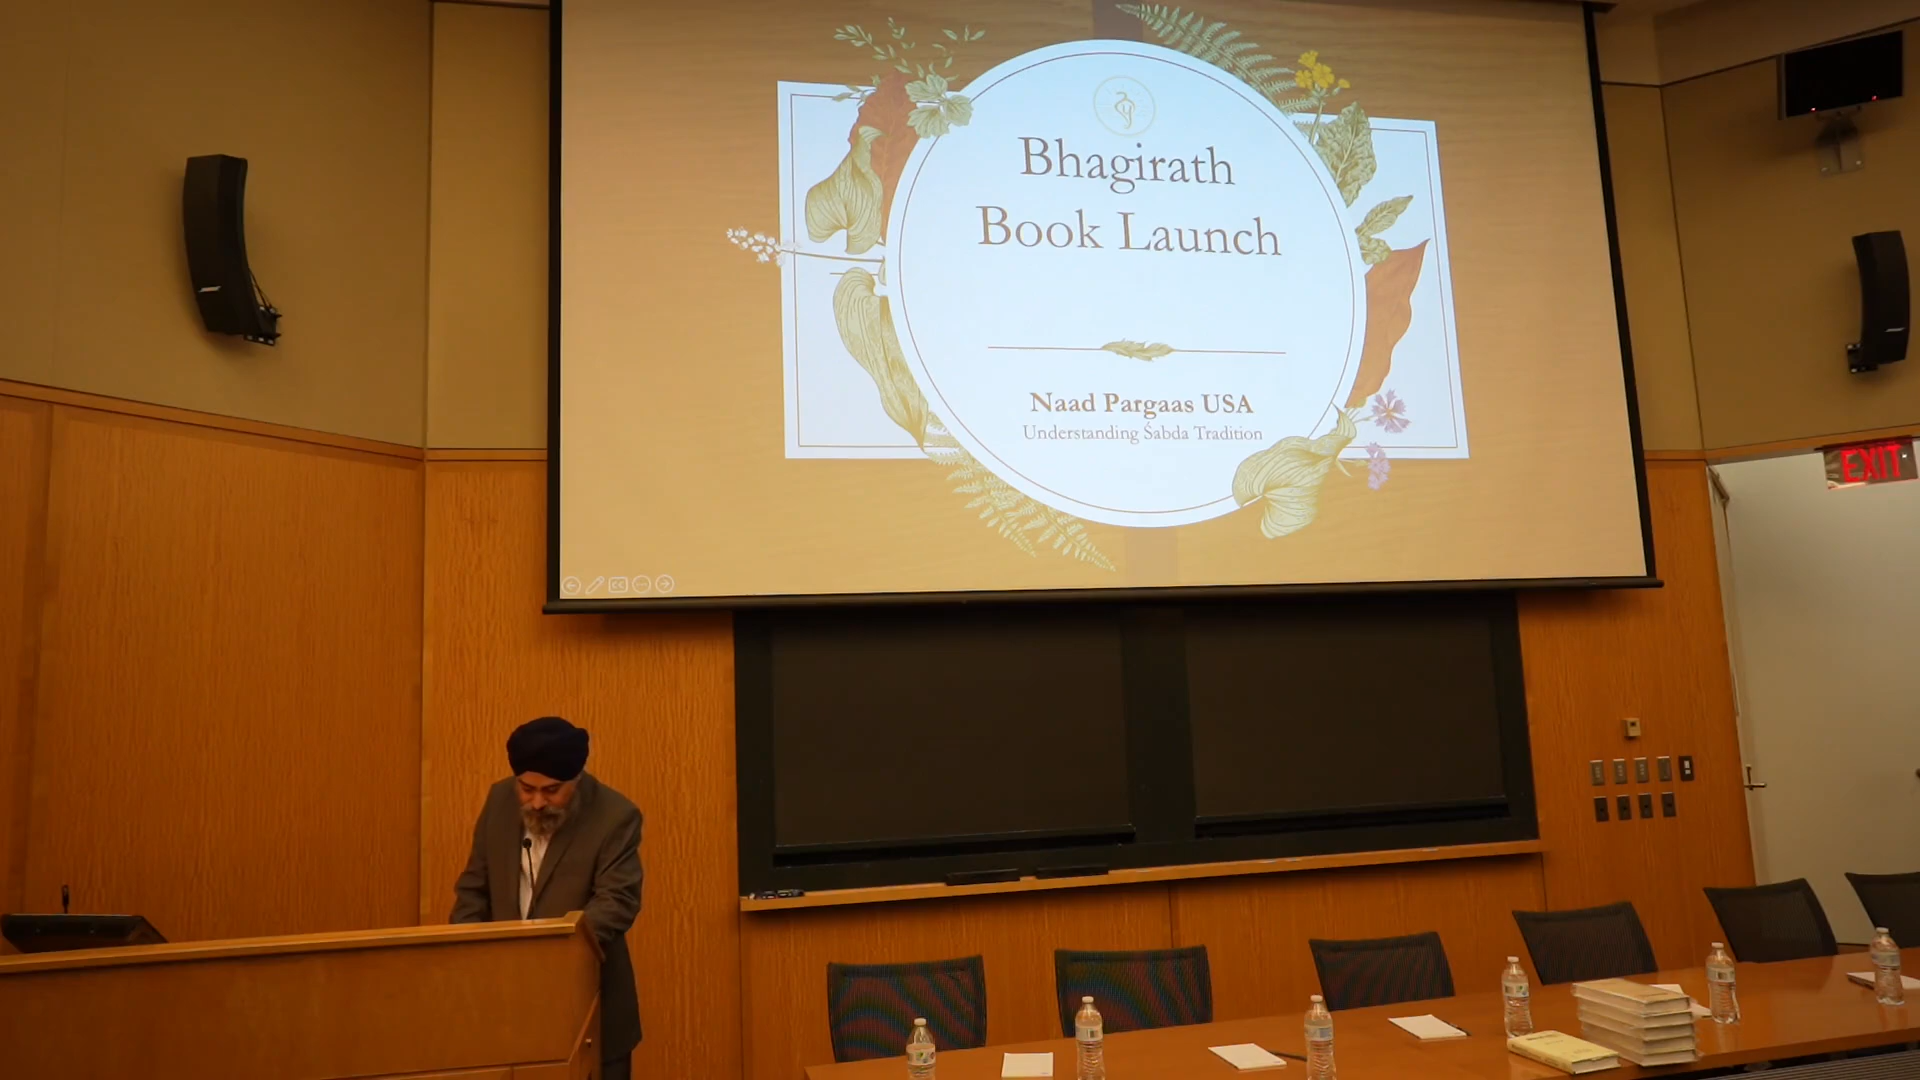 Bhagirath
Book Launch
Naad Pargaas USA
Understanding Śabda Tradition
EXIT